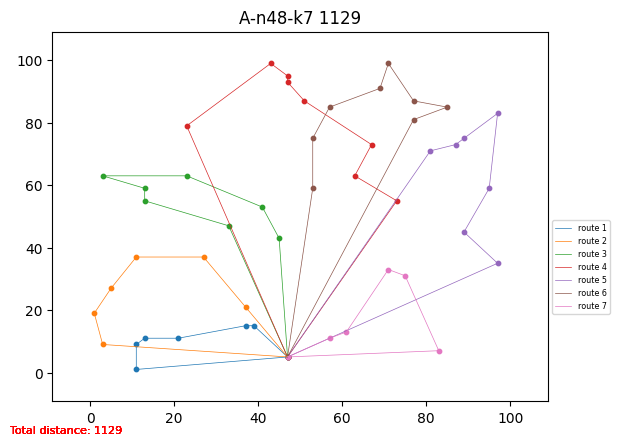 A-n48-k7 1129
100
80
60
40
20
0
0 20 40 60 80 100
route 1
route 2
route 3
route 4
route 5
route 6
route 7
Total distance: 1129